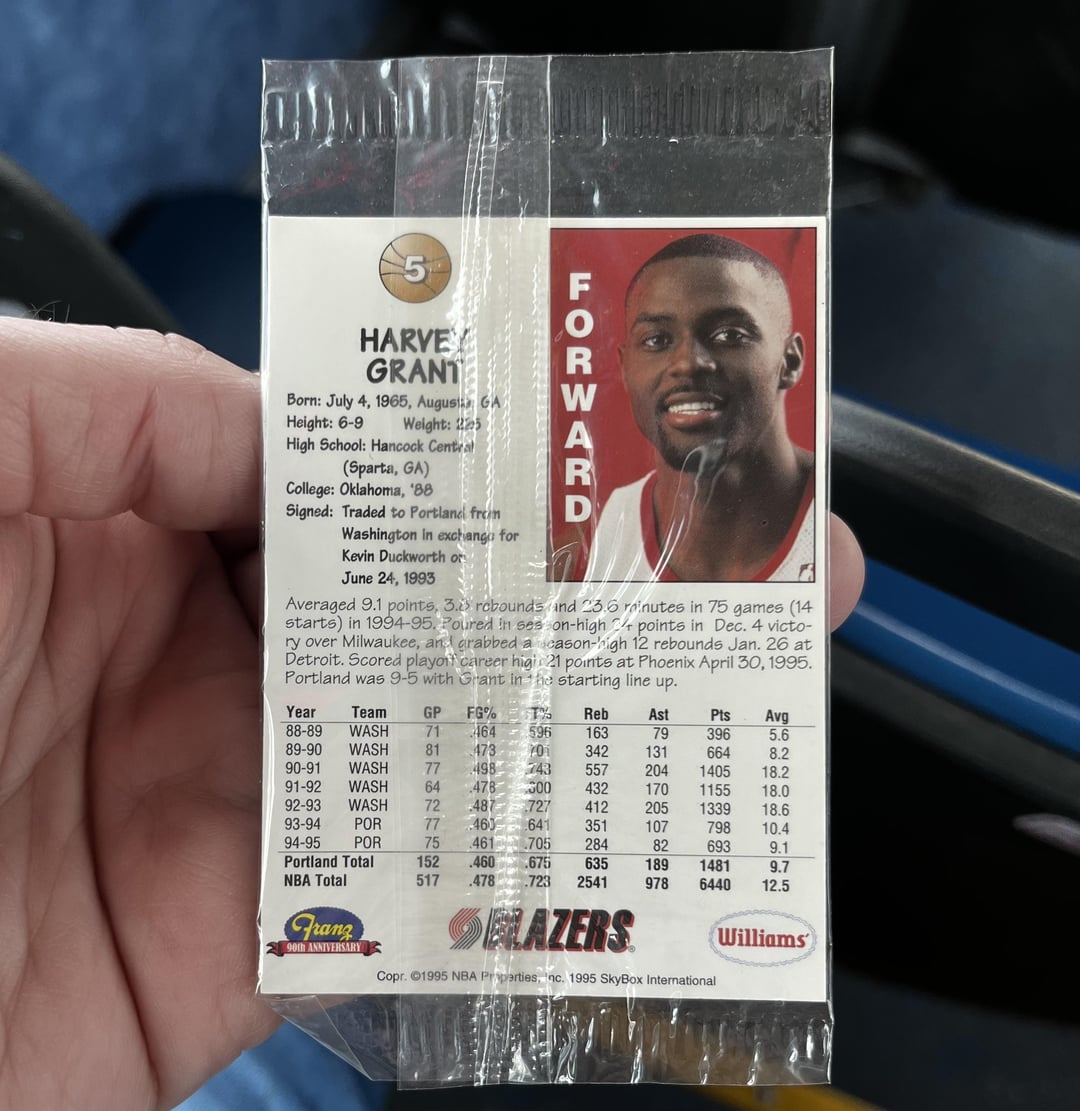 5
HARVEY
GRANT
Born: July 4, 1965, Augusta, GA
Height: 6-9 Weight: 225
High School: Hancock Central
(Sparta, GA)
College: Oklahoma, '88
Signed: Traded to Portland from
Washington in exchange for
Kevin Duckworth on
June 24, 1993
FORWARD
Averaged 9.1 points, 3.8 rebounds and 23.6 minutes in 75 games (14
starts) in 1994-95. Poured in season-high 24 points in Dec. 4 victo-
ry over Milwaukee, and grabbed a season-high 12 rebounds Jan. 26 at
Detroit. Scored playoff career high 21 points at Phoenix April 30, 1995.
Portland was 9-5 with Grant in the starting line up.
Year Team GP FG% FT% Reb Ast Pts Avg
88-89 WASH 71 .464 .596 163 79 396 5.6
89-90 WASH 81 .473 .701 342 131 664 8.2
90-91 WASH 77 .498 .743 557 204 1405 18.2
91-92 WASH 64 .478 .800 432 170 1155 18.0
92-93 WASH 72 .487 .727 412 205 1339 18.6
93-94 POR 77 .460 .641 351 107 798 10.4
94-95 POR 75 .461 .705 284 82 693 9.1
Portland Total 152 .460 .675 635 189 1481 9.7
NBA Total 517 .478 .723 2541 978 6440 12.5
Franz
90th ANNIVERSARY
BLAZERS
Williams'
Copr. ©1995 NBA Properties, Inc. 1995 SkyBox International